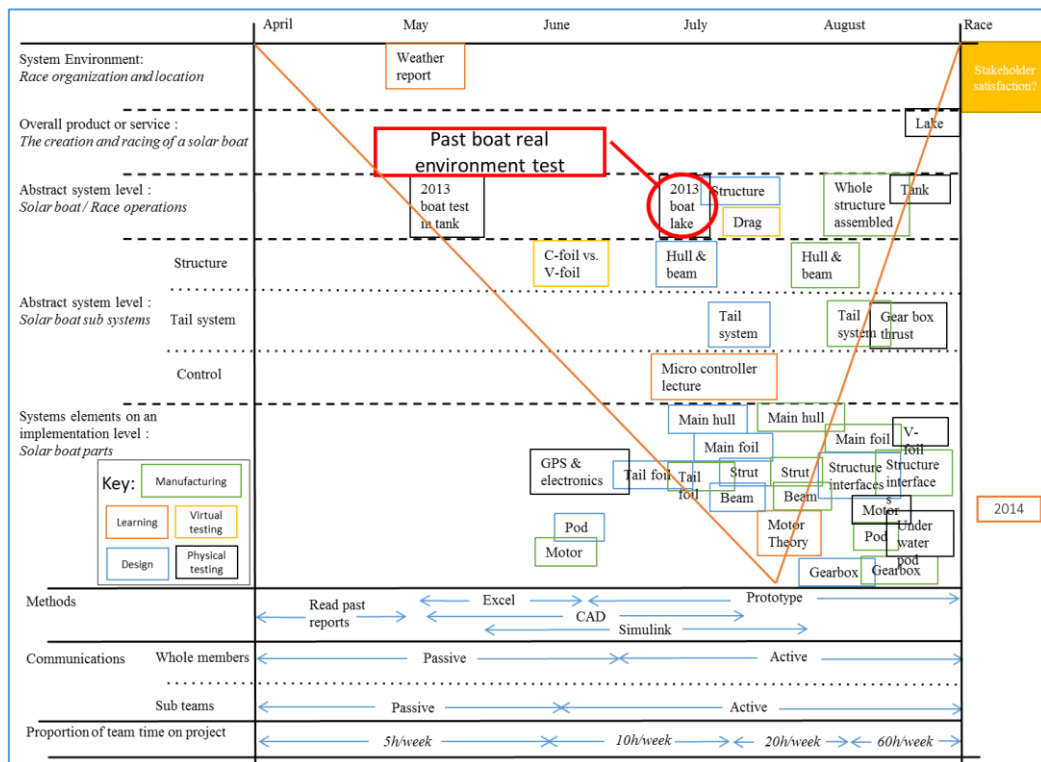 April May June July August Race
System Environment:
Race organization and location
Weather
report
Stakeholder
satisfaction?
Overall product or service :
The creation and racing of a solar boat
Lake
Past boat real
environment test
Abstract system level :
Solar boat / Race operations
2013
boat test
in tank
2013
boat
lake
Structure
Drag
Whole
structure
assembled
Tank
Structure
C-foil vs.
V-foil
Hull &
beam
Hull &
beam
Abstract system level :
Solar boat sub systems
Tail system
Tail
system
Tail
system
Gear box
thrust
Control
Micro controller
lecture
Systems elements on an
implementation level :
Solar boat parts
Main hull
Main hull
Main foil
Main foil
V-
foil
GPS &
electronics
Tail foil
Tail
foil
Strut
Strut
Structure
interfaces
Structure
interface
s
Beam
Beam
Key:
Manufacturing
Learning
Virtual
testing
Design
Physical
testing
Pod
Motor
Motor
Theory
Motor
Pod
Under
water
pod
Gearbox
Gearbox
2014
Methods
Read past
reports
Excel
CAD
Simulink
Prototype
Communications Whole members Passive Active
Sub teams Passive Active
Proportion of team time on project
5h/week 10h/week 20h/week 60h/week